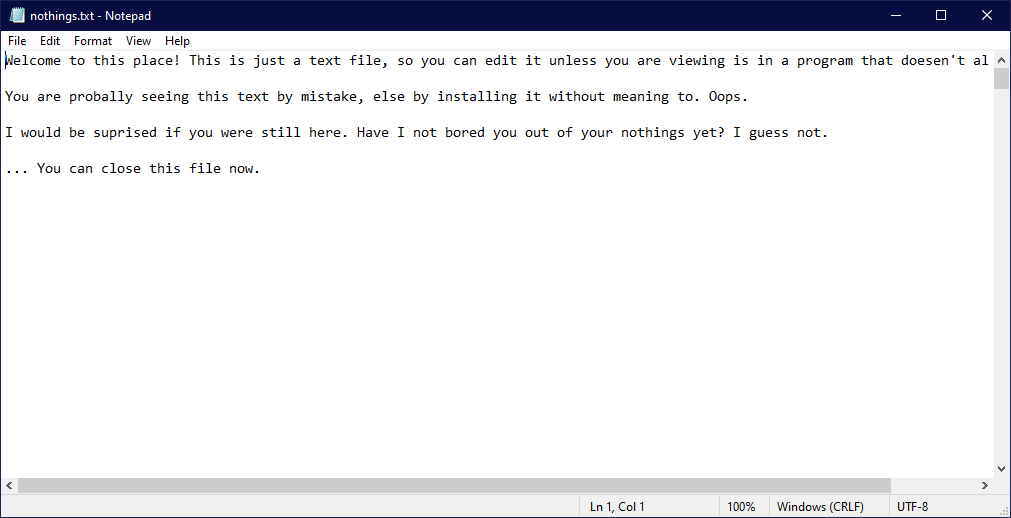 nothings.txt - Notepad
File Edit Format View Help
Welcome to this place! This is just a text file, so you can edit it unless you are viewing is in a program that doesen't al
You are probally seeing this text by mistake, else by installing it without meaning to. Oops.
I would be suprised if you were still here. Have I not bored you out of your nothings yet? I guess not.
... You can close this file now.
Ln 1, Col 1 100% Windows (CRLF) UTF-8